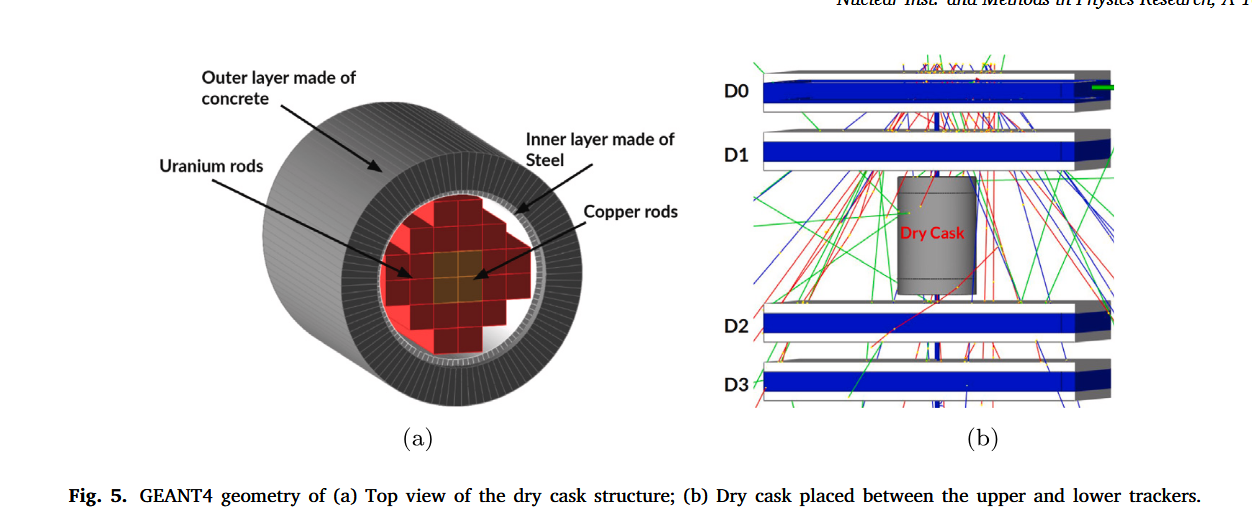 Nuclear Inst. and Methods in Physics Research, A 1
Outer layer made of
concrete
Inner layer made of
Steel
Uranium rods
Copper rods
(a)
D0
D1
Dry Cask
D2
D3
(b)
Fig. 5. GEANT4 geometry of (a) Top view of the dry cask structure; (b) Dry cask placed between the upper and lower trackers.